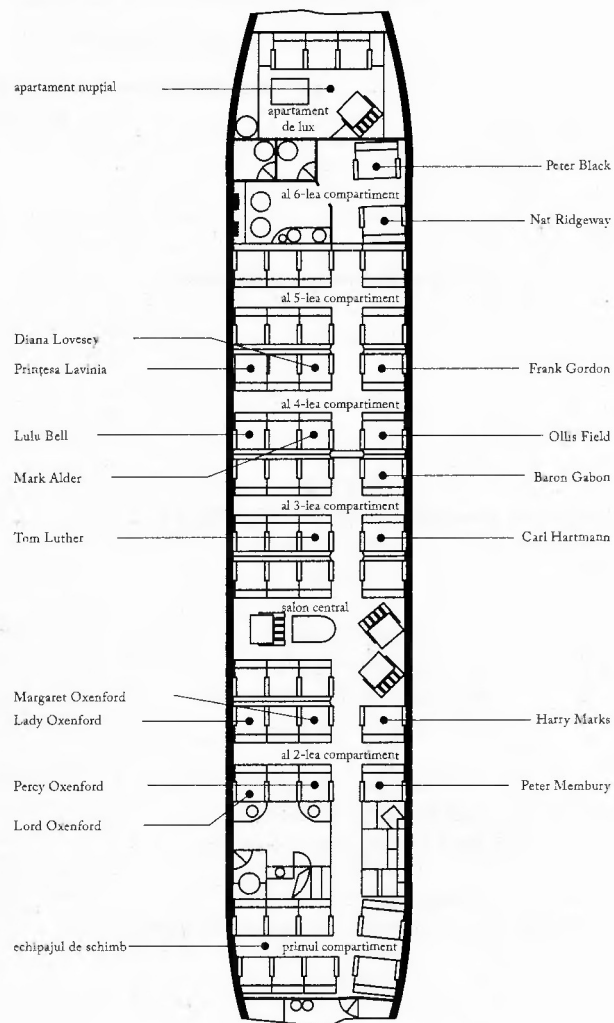 apartament nupțial
apartament
de lux
Peter Black
al 6-lea compartiment
Nat Ridgeway
al 5-lea compartiment
Diana Lovesey
Prințesa Lavinia
Frank Gordon
al 4-lea compartiment
Lulu Bell
Ollis Field
Mark Alder
Baron Gabon
al 3-lea compartiment
Tom Luther
Carl Hartmann
salon central
Margaret Oxenford
Lady Oxenford
Harry Marks
al 2-lea compartiment
Percy Oxenford
Peter Membury
Lord Oxenford
echipajul de schimb
primul compartiment